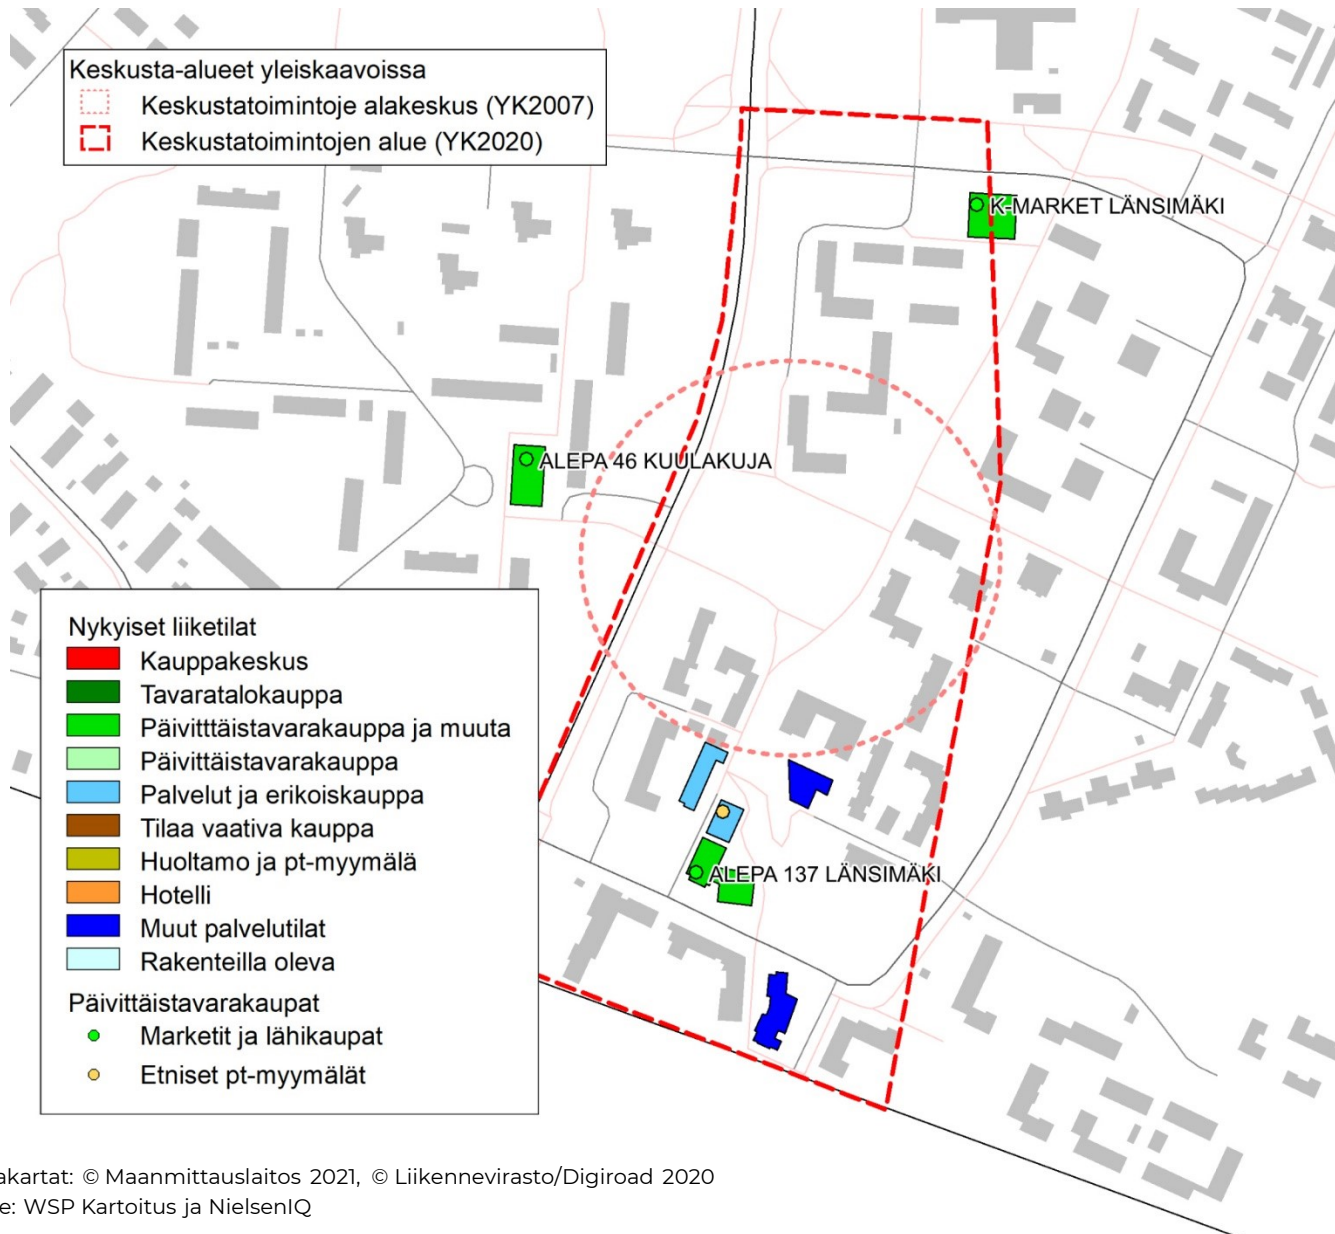 Keskusta-alueet yleiskaavoissa
Keskustatoimintoje alakeskus (YK2007)
Keskustatoimintojen alue (YK2020)
K-MARKET LÄNSIMÄKI
ALEPA 46 KUULAKUJA
Nykyiset liiketilat
Kauppakeskus
Tavaratalokauppa
Päivitttäistavarakauppa ja muuta
Päivittäistavarakauppa
Palvelut ja erikoiskauppa
Tilaa vaativa kauppa
Huoltamo ja pt-myymälä
Hotelli
Muut palvelutilat
Rakenteilla oleva
Päivittäistavarakaupat
Marketit ja lähikaupat
Etniset pt-myymälät
ALEPA 137 LÄNSIMÄKI
akartat: © Maanmittauslaitos 2021, © Liikennevirasto/Digiroad 2020
e: WSP Kartoitus ja NielsenIQ